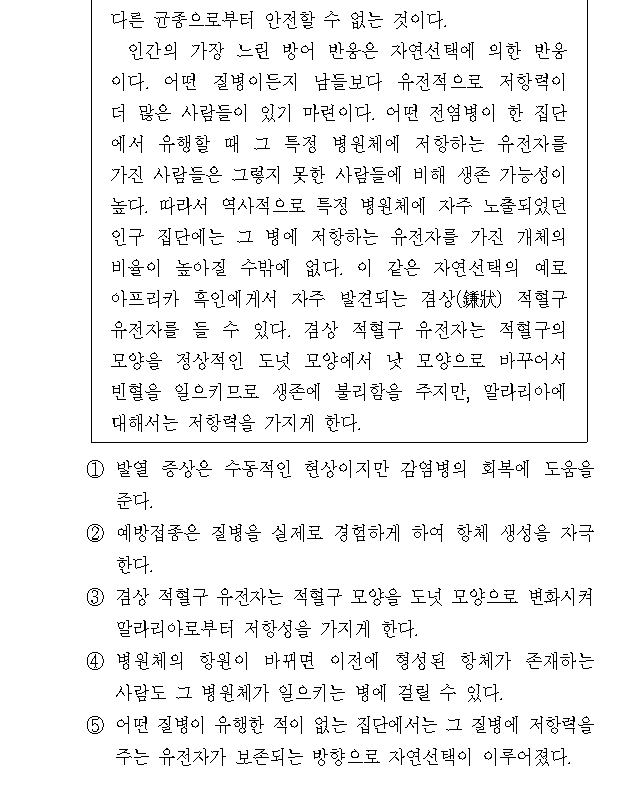 다른 균종으로부터 안전할 수 없는 것이다.
인간의 가장 느린 방어 반응은 자연선택에 의한 반응
이다. 어떤 질병이든지 남들보다 유전적으로 저항력이
더 많은 사람들이 있기 마련이다. 어떤 전염병이 한 집단
에서 유행할 때 그 특정 병원체에 저항하는 유전자를
가진 사람들은 그렇지 못한 사람들에 비해 생존 가능성이
높다. 따라서 역사적으로 특정 병원체에 자주 노출되었던
인구 집단에는 그 병에 저항하는 유전자를 가진 개체의
비율이 높아질 수밖에 없다. 이 같은 자연선택의 예로
아프리카 흑인에게서 자주 발견되는 겸상(鎌狀) 적혈구
유전자를 들 수 있다. 겸상 적혈구 유전자는 적혈구의
모양을 정상적인 도넛 모양에서 낫 모양으로 바꾸어서
빈혈을 일으키므로 생존에 불리함을 주지만, 말라리아에
대해서는 저항력을 가지게 한다.
① 발열 증상은 수동적인 현상이지만 감염병의 회복에 도움을
준다.
② 예방접종은 질병을 실제로 경험하게 하여 항체 생성을 자극
한다.
③ 겸상 적혈구 유전자는 적혈구 모양을 도넛 모양으로 변화시켜
말라리아로부터 저항성을 가지게 한다.
④ 병원체의 항원이 바뀌면 이전에 형성된 항체가 존재하는
사람도 그 병원체가 일으키는 병에 걸릴 수 있다.
⑤ 어떤 질병이 유행한 적이 없는 집단에서는 그 질병에 저항력을
주는 유전자가 보존되는 방향으로 자연선택이 이루어졌다.